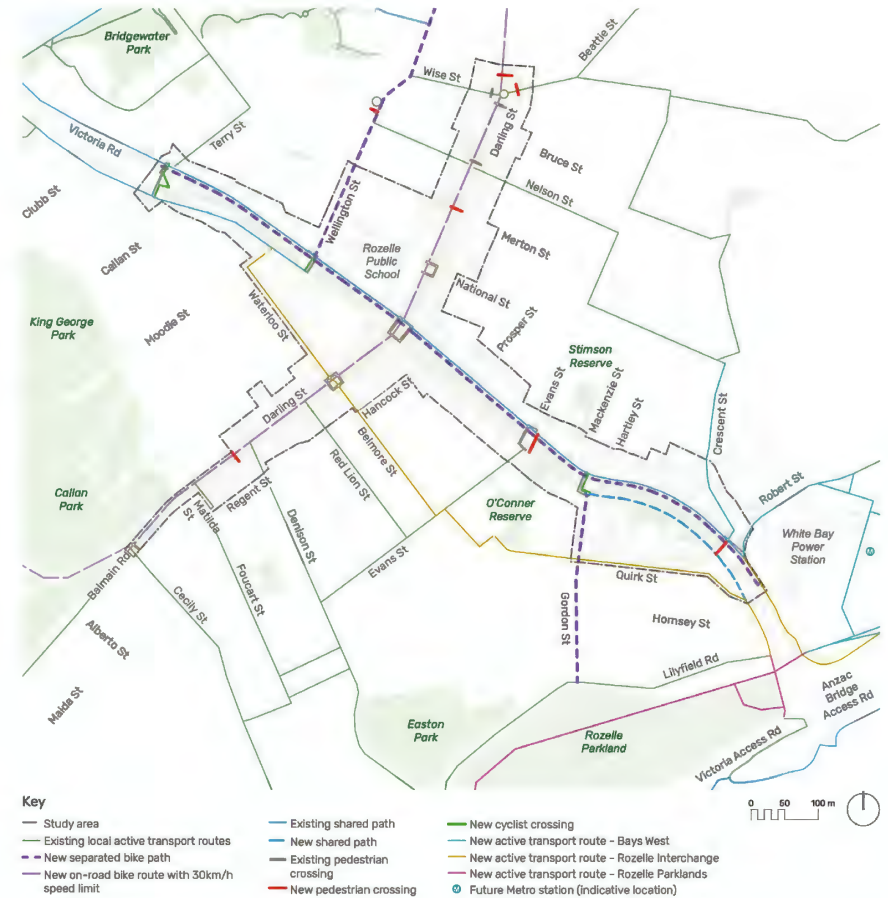 Bridgewater
Park
Beattie St
Wise St
Victoria Rd
Terry St
Darling St
Bruce St
Clubb St
Wellington St
Nelson St
Callan St
Rozelle
Public
School
Merton St
National St
King George
Park
Moodie St
Waterloo St
Prosper St
Stimson
Reserve
Evans St
Mackenzie St
Hartley St
Darling St
Hancock St
Crescent St
Belmore St
Red Lion St
Robert St
Callan
Park
Regent St
O'Conner
Reserve
White Bay
Power
Station
St
Matilda
Denison St
Evans St
Balmain Rd
Quirk St
Cecily St
Foucart St
Gordon St
Hornsey St
Alberto St
Lilyfield Rd
Malda St
Anzac
Bridge
Access Rd
Easton
Park
Rozelle
Parkland
Victoria Access Rd
Key
0 50 100 m
Study area
Existing local active transport routes
New separated bike path
New on-road bike route with 30km/h
speed limit
Existing shared path
New shared path
Existing pedestrian
crossing
New pedestrian crossing
New cyclist crossing
New active transport route - Bays West
New active transport route - Rozelle Interchange
New active transport route - Rozelle Parklands
Future Metro station (indicative location)